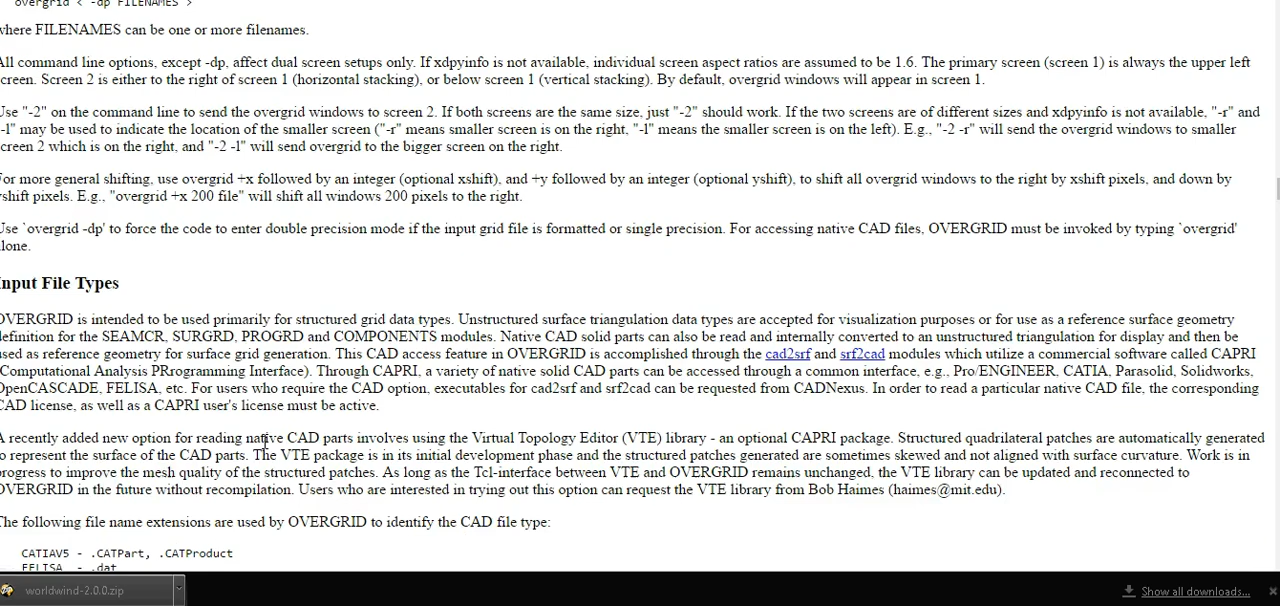 overgrid < -dp FILENAMES >
where FILENAMES can be one or more filenames.
All command line options, except -dp, affect dual screen setups only. If xdpyinfo is not available, individual screen aspect ratios are assumed to be 1.6. The primary screen (screen 1) is always the upper left
screen. Screen 2 is either to the right of screen 1 (horizontal stacking), or below screen 1 (vertical stacking). By default, overgrid windows will appear in screen 1.
Use "-2" on the command line to send the overgrid windows to screen 2. If both screens are the same size, just "-2" should work. If the two screens are of different sizes and xdpyinfo is not available, "-r" and
"-l" may be used to indicate the location of the smaller screen ("-r" means smaller screen is on the right, "-l" means the smaller screen is on the left). E.g., "-2 -r" will send the overgrid windows to smaller
screen 2 which is on the right, and "-2 -l" will send overgrid to the bigger screen on the right.
For more general shifting, use overgrid +x followed by an integer (optional xshift), and +y followed by an integer (optional yshift), to shift all overgrid windows to the right by xshift pixels, and down by
yshift pixels. E.g., "overgrid +x 200 file" will shift all windows 200 pixels to the right.
Use `overgrid -dp' to force the code to enter double precision mode if the input grid file is formatted or single precision. For accessing native CAD files, OVERGRID must be invoked by typing `overgrid'
alone.
Input File Types
OVERGRID is intended to be used primarily for structured grid data types. Unstructured surface triangulation data types are accepted for visualization purposes or for use as a reference surface geometry
definition for the SEAMCR, SURGRD, PROGRD and COMPONENTS modules. Native CAD solid parts can also be read and internally converted to an unstructured triangulation for display and then be
used as reference geometry for surface grid generation. This CAD access feature in OVERGRID is accomplished through the cad2srf and srf2cad modules which utilize a commercial software called CAPRI
(Computational Analysis PRrogramming Interface). Through CAPRI, a variety of native solid CAD parts can be accessed through a common interface, e.g., Pro/ENGINEER, CATIA, Parasolid, Solidworks,
OpenCASCADE, FELISA, etc. For users who require the CAD option, executables for cad2srf and srf2cad can be requested from CADNexus. In order to read a particular native CAD file, the corresponding
CAD license, as well as a CAPRI user's license must be active.
A recently added new option for reading native CAD parts involves using the Virtual Topology Editor (VTE) library - an optional CAPRI package. Structured quadrilateral patches are automatically generated
to represent the surface of the CAD parts. The VTE package is in its initial development phase and the structured patches generated are sometimes skewed and not aligned with surface curvature. Work is in
progress to improve the mesh quality of the structured patches. As long as the Tcl-interface between VTE and OVERGRID remains unchanged, the VTE library can be updated and reconnected to
OVERGRID in the future without recompilation. Users who are interested in trying out this option can request the VTE library from Bob Haimes (haimes@mit.edu).
The following file name extensions are used by OVERGRID to identify the CAD file type:
CATIAV5 - .CATPart, .CATProduct
FELISA - .dat
worldwind-2.0.0.zip
Show all downloads...